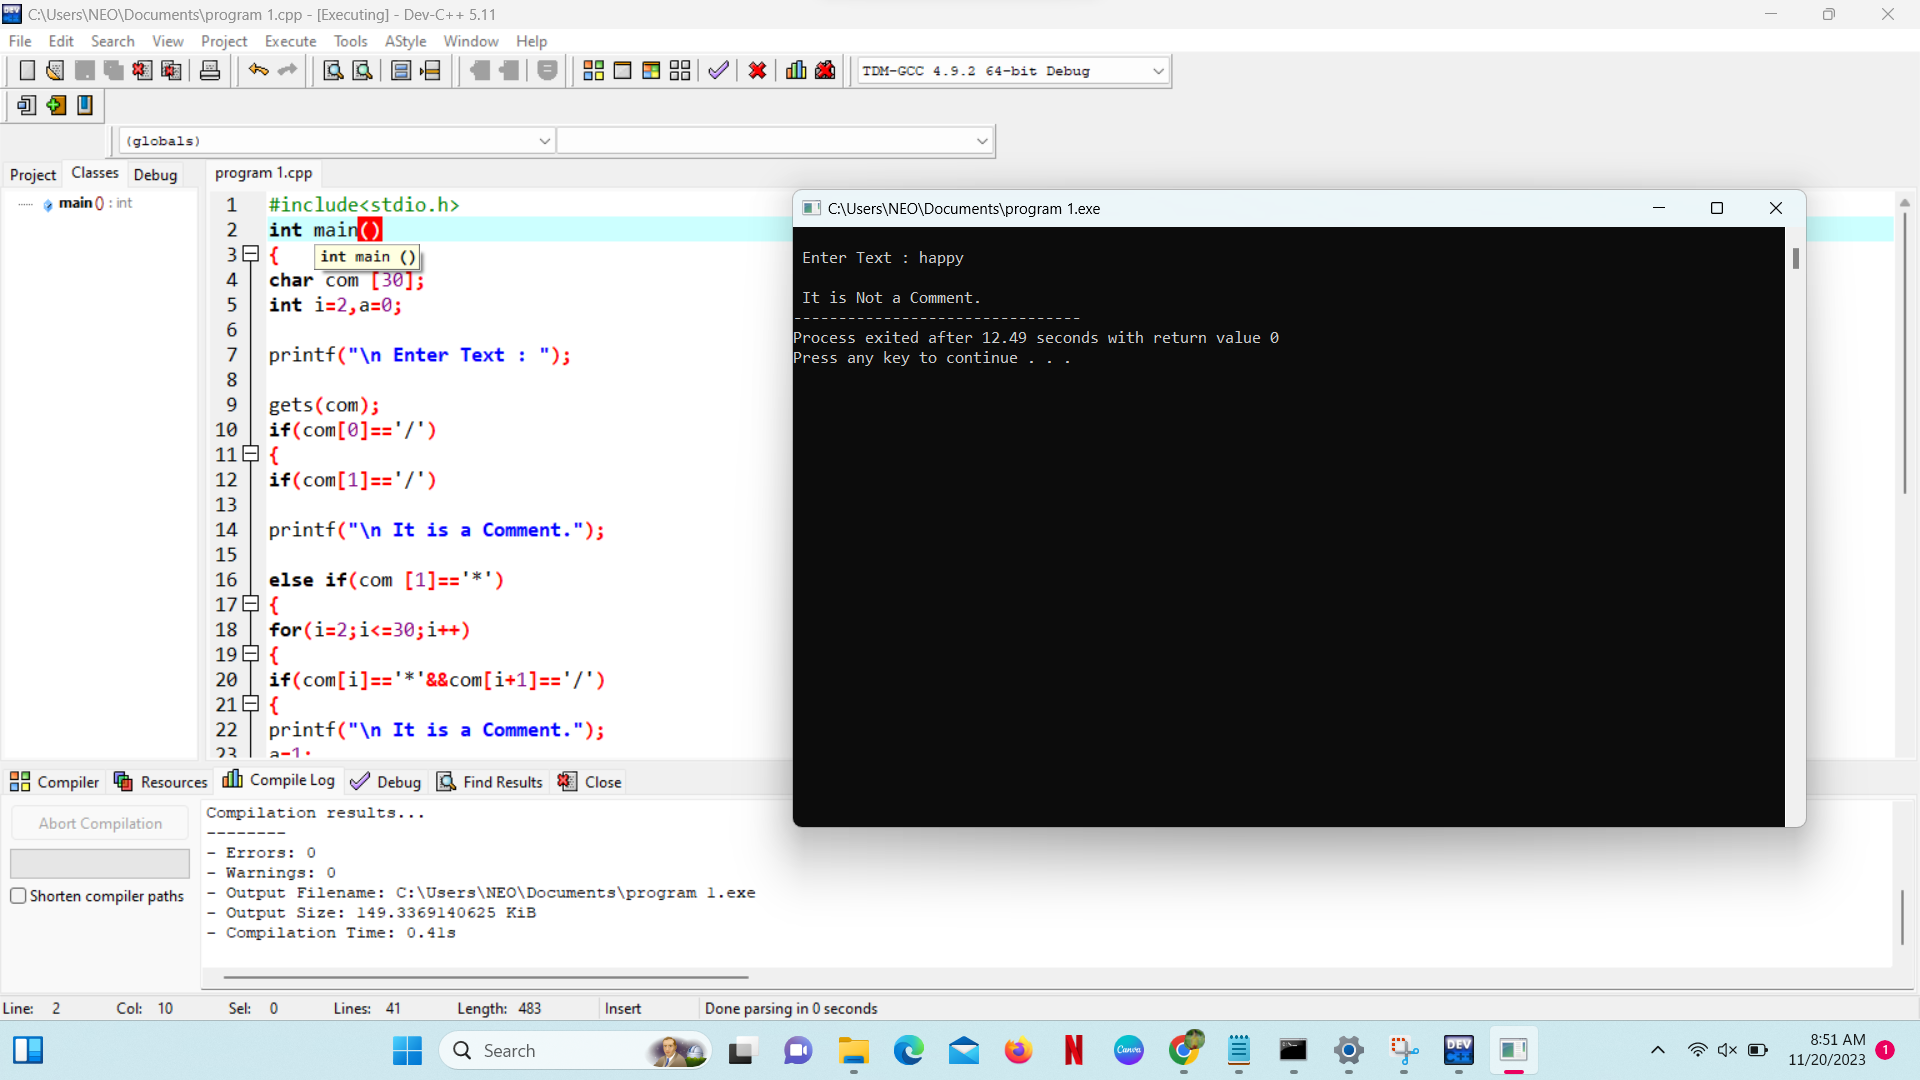 C:\Users\NEO\Documents\program 1.cpp - [Executing] - Dev-C++ 5.11
File Edit Search View Project Execute Tools AStyle Window Help
TDM-GCC 4.9.2 64-bit Debug
(globals)
Project Classes Debug
program 1.cpp
main () : int
1 #include<stdio.h>
2 int main()
3 {
int main ()
4 char com [30];
5 int i=2,a=0;
6
7 printf("\n Enter Text : ");
8
9 gets(com);
10 if(com[0]=='/')
11 {
12 if(com[1]=='/')
13
14 printf("\n It is a Comment.");
15
16 else if(com [1]=='*')
17 {
18 for(i=2;i<=30;i++)
19 {
20 if(com[i]=='*'&&com[i+1]=='/')
21 {
22 printf("\n It is a Comment.");
23 a=1;
C:\Users\NEO\Documents\program 1.exe
Enter Text : happy
It is Not a Comment.
--------------------------------
Process exited after 12.49 seconds with return value 0
Press any key to continue . . .
Compiler Resources Compile Log Debug Find Results Close
Abort Compilation
Shorten compiler paths
Compilation results...
--------
- Errors: 0
- Warnings: 0
- Output Filename: C:\Users\NEO\Documents\program 1.exe
- Output Size: 149.3369140625 KiB
- Compilation Time: 0.41s
Line: 2 Col: 10 Sel: 0 Lines: 41 Length: 483 Insert Done parsing in 0 seconds
Search
Canva
DEV C++
8:51 AM
11/20/2023
1